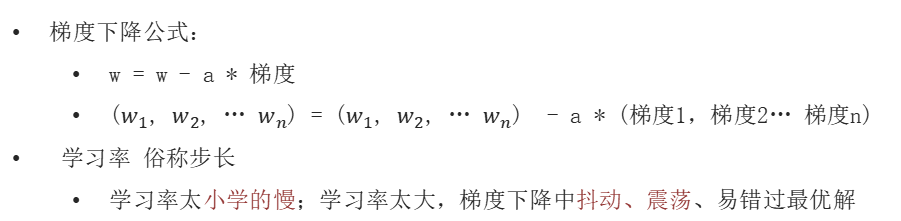 • 梯度下降公式:
• w = w - a * 梯度
• (w₁, w₂, … wₙ) = (w₁, w₂, … wₙ) - a * (梯度1，梯度2… 梯度n)
• 学习率 俗称步长
• 学习率太小学的慢；学习率太大，梯度下降中抖动、震荡、易错过最优解